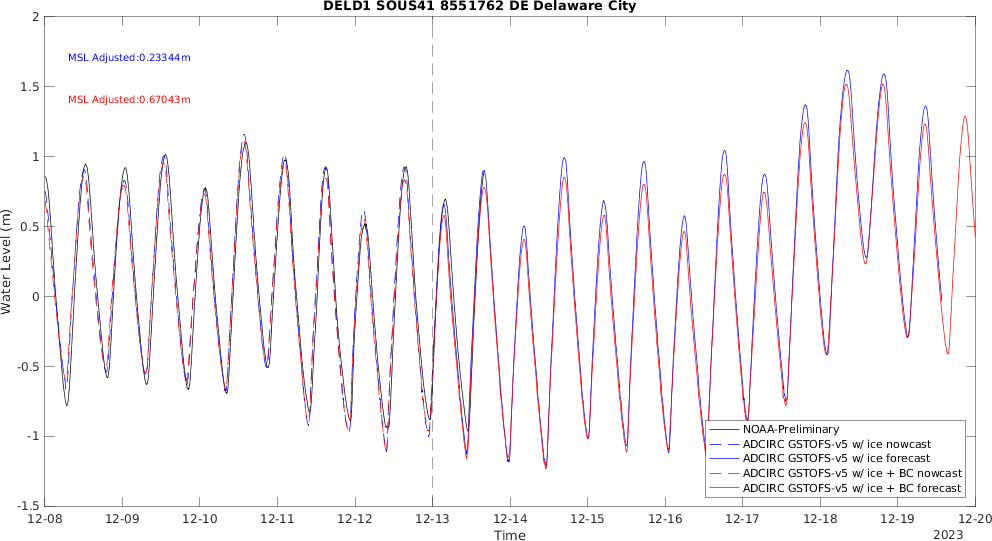 DELD1 SOUS41 8551762 DE Delaware City
MSL Adjusted:0.23344m
MSL Adjusted:0.67043m
Water Level (m)
2
1.5
1
0.5
0
-0.5
-1
-1.5
NOAA-Preliminary
ADCIRC GSTOFS-v5 w/ ice nowcast
ADCIRC GSTOFS-v5 w/ ice forecast
ADCIRC GSTOFS-v5 w/ ice + BC nowcast
ADCIRC GSTOFS-v5 w/ ice + BC forecast
12-08 12-09 12-10 12-11 12-12 12-13 12-14 12-15 12-16 12-17 12-18 12-19 12-20
Time
2023